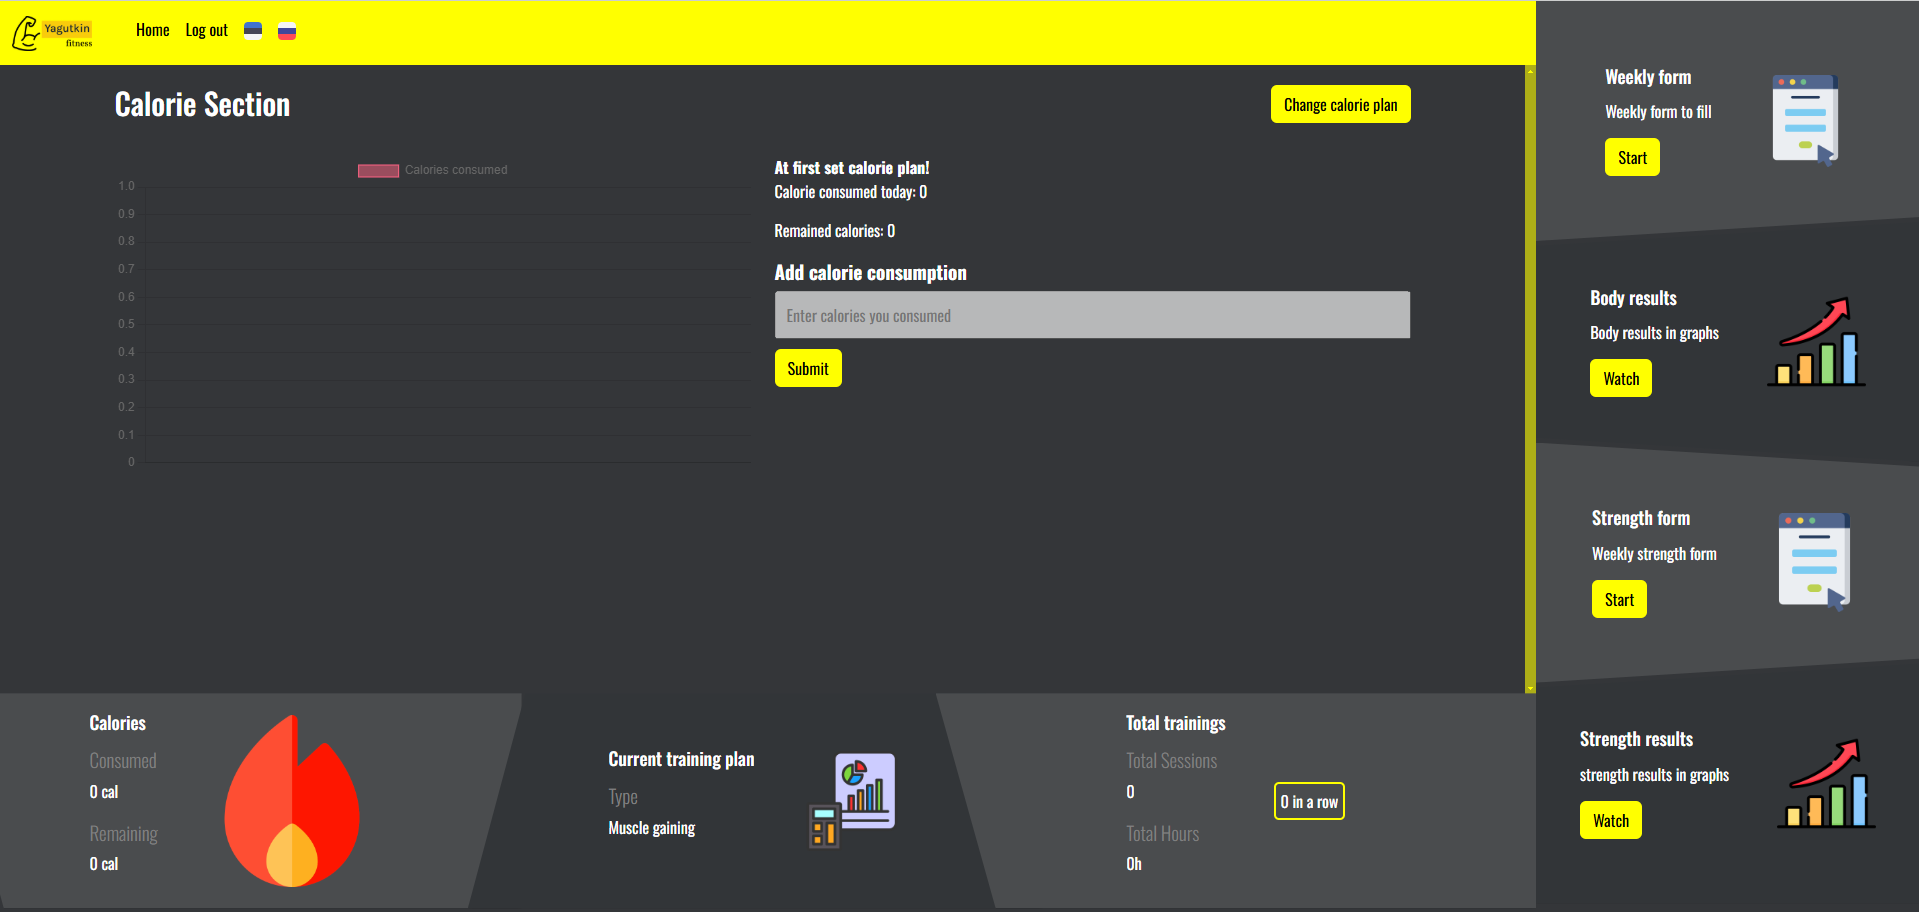 Yagutkin
fitness
Home
Log out
Calorie Section
Change calorie plan
Calories consumed
1.0
0.9
0.8
0.7
0.6
0.5
0.4
0.3
0.2
0.1
0
At first set calorie plan!
Calorie consumed today: 0
Remained calories: 0
Add calorie consumption
Enter calories you consumed
Submit
Weekly form
Weekly form to fill
Start
Body results
Body results in graphs
Watch
Strength form
Weekly strength form
Start
Strength results
strength results in graphs
Watch
Calories
Consumed
0 cal
Remaining
0 cal
Current training plan
Type
Muscle gaining
Total trainings
Total Sessions
0
Total Hours
0h
0 in a row